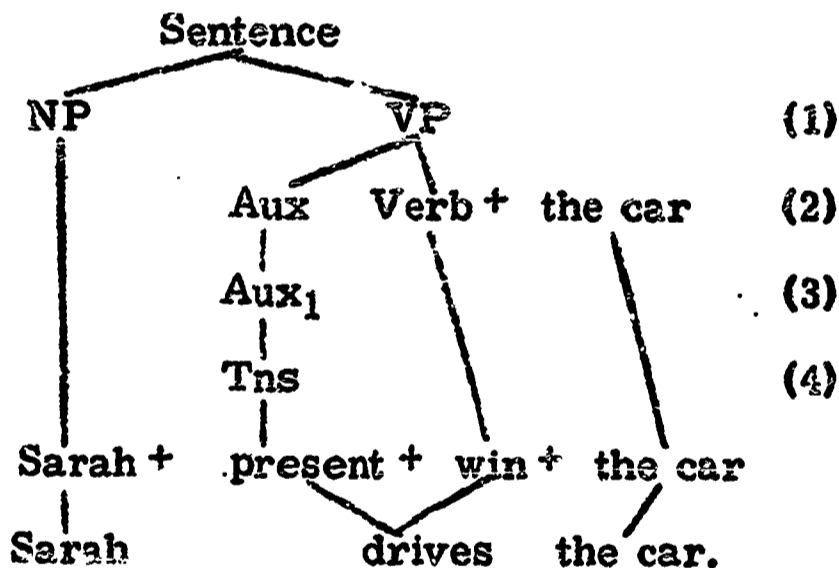 Sentence
NP VP (1)
Aux Verb + the car (2)
Aux₁ (3)
Tns (4)
Sarah + present + win + the car
Sarah drives the car.